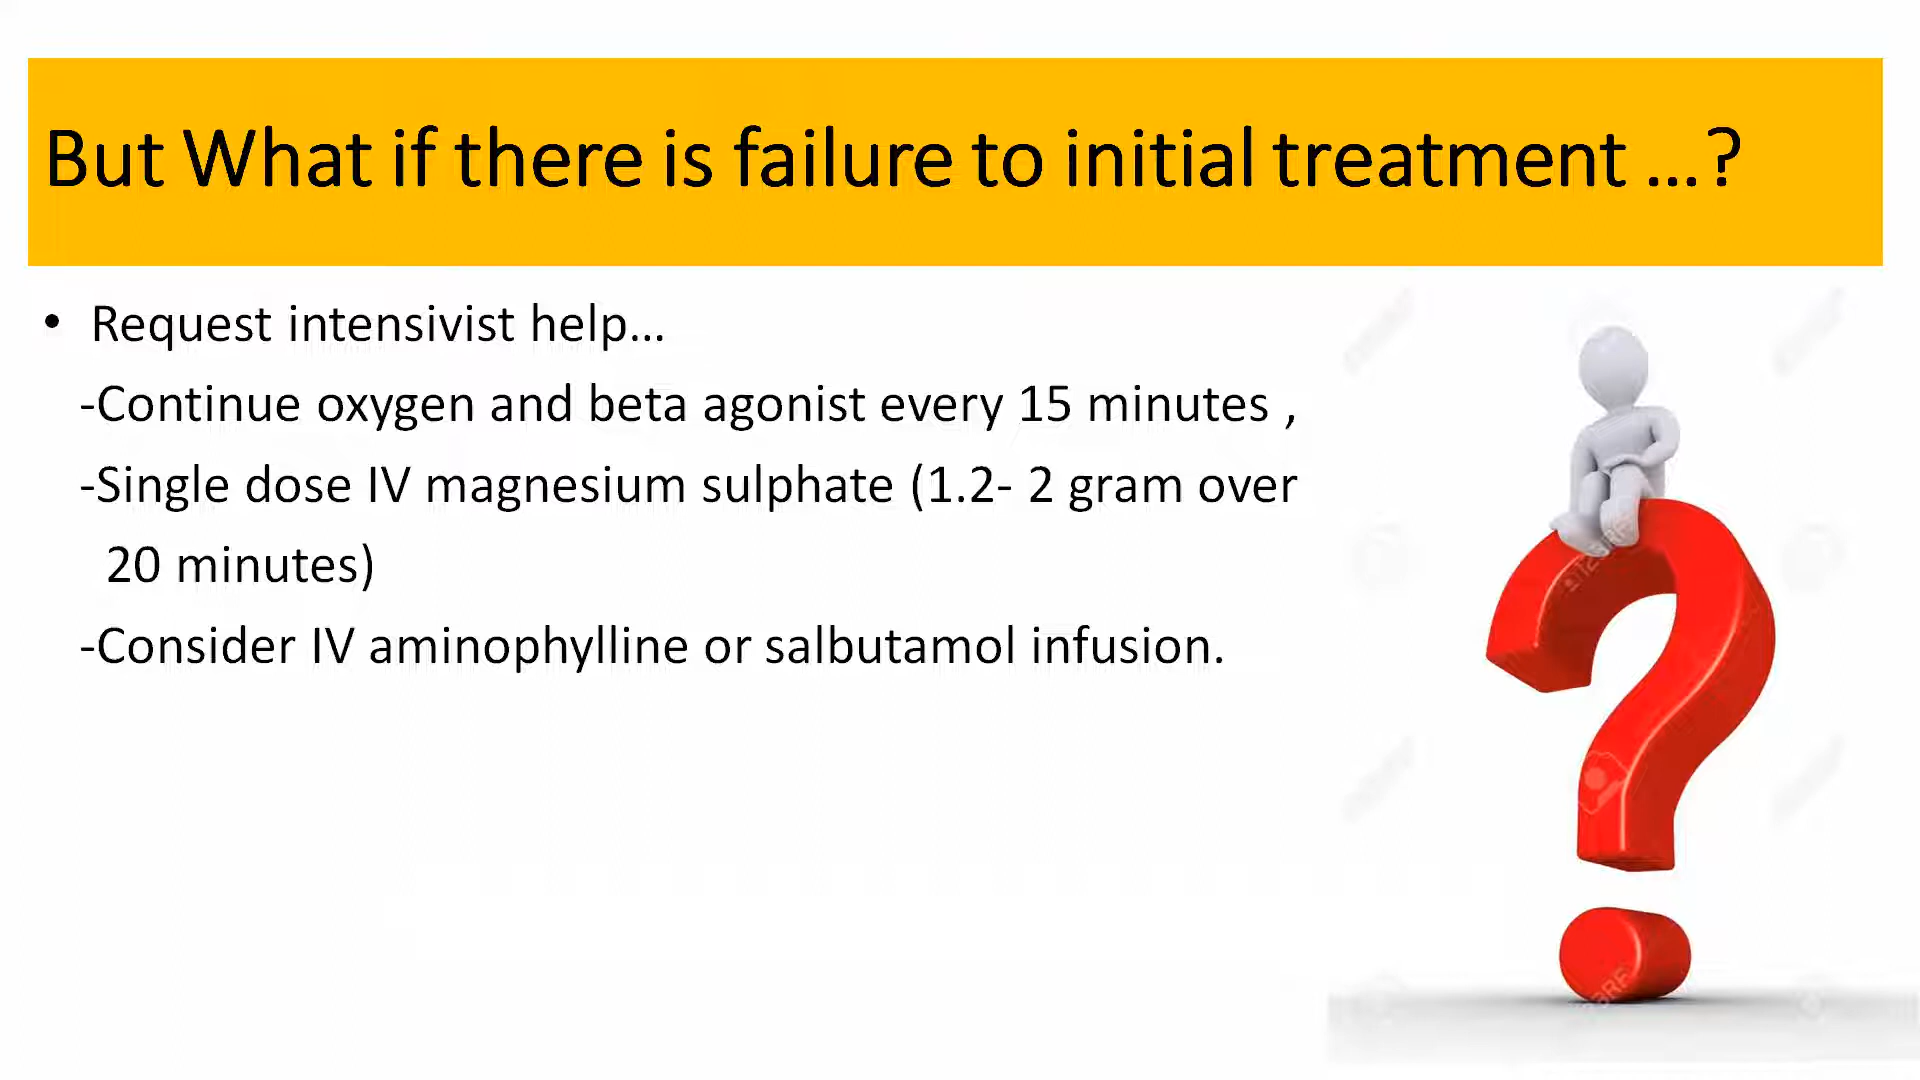 But What if there is failure to initial treatment ...?
• Request intensivist help...
-Continue oxygen and beta agonist every 15 minutes ,
-Single dose IV magnesium sulphate (1.2- 2 gram over
20 minutes)
-Consider IV aminophylline or salbutamol infusion.